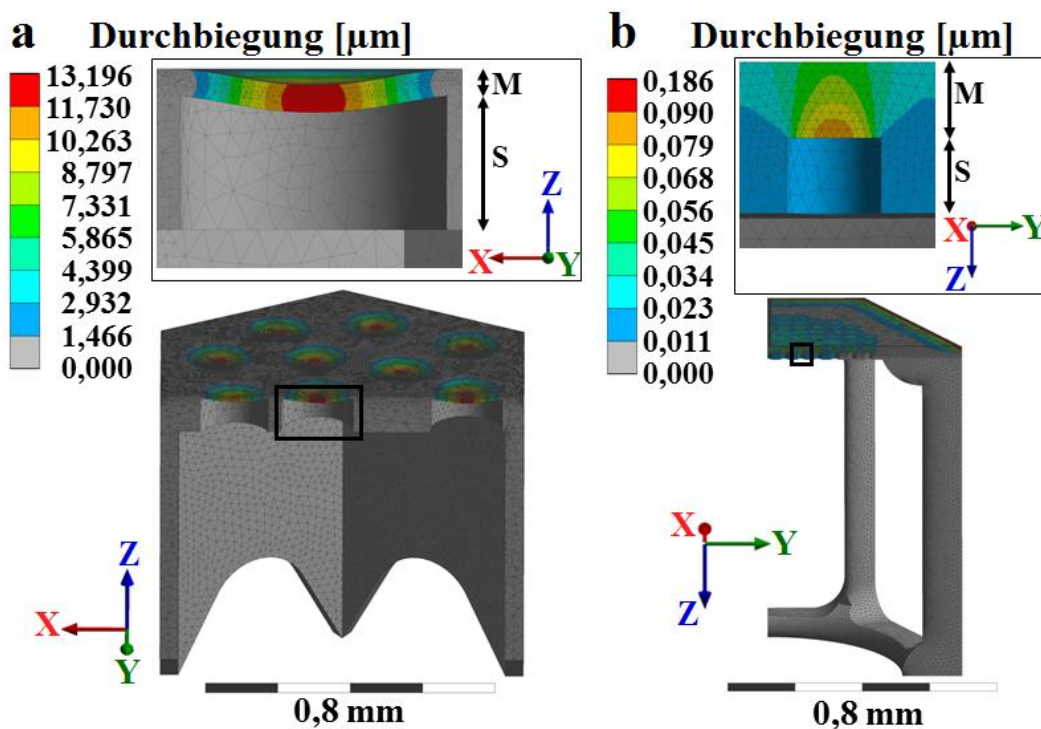 a Durchbiegung [µm]
13,196
11,730
10,263
8,797
7,331
5,865
4,399
2,932
1,466
0,000
M
S
Z
X
Y
Z
X
Y
0,8 mm
b Durchbiegung [µm]
0,186
0,090
0,079
0,068
0,056
0,045
0,034
0,023
0,011
0,000
M
S
X
Y
Z
X
Y
Z
0,8 mm